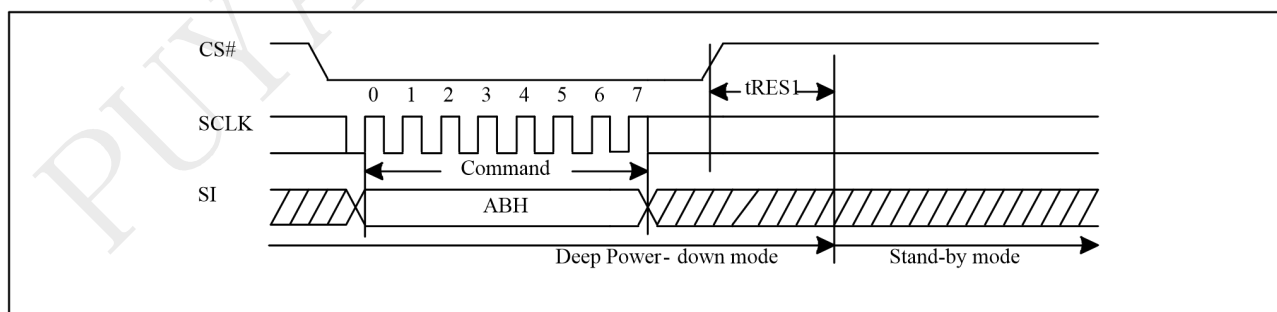 PUYA
CS#
tRES1
0 1 2 3 4 5 6 7
SCLK
Command
SI
ABH
Deep Power- down mode
Stand-by mode